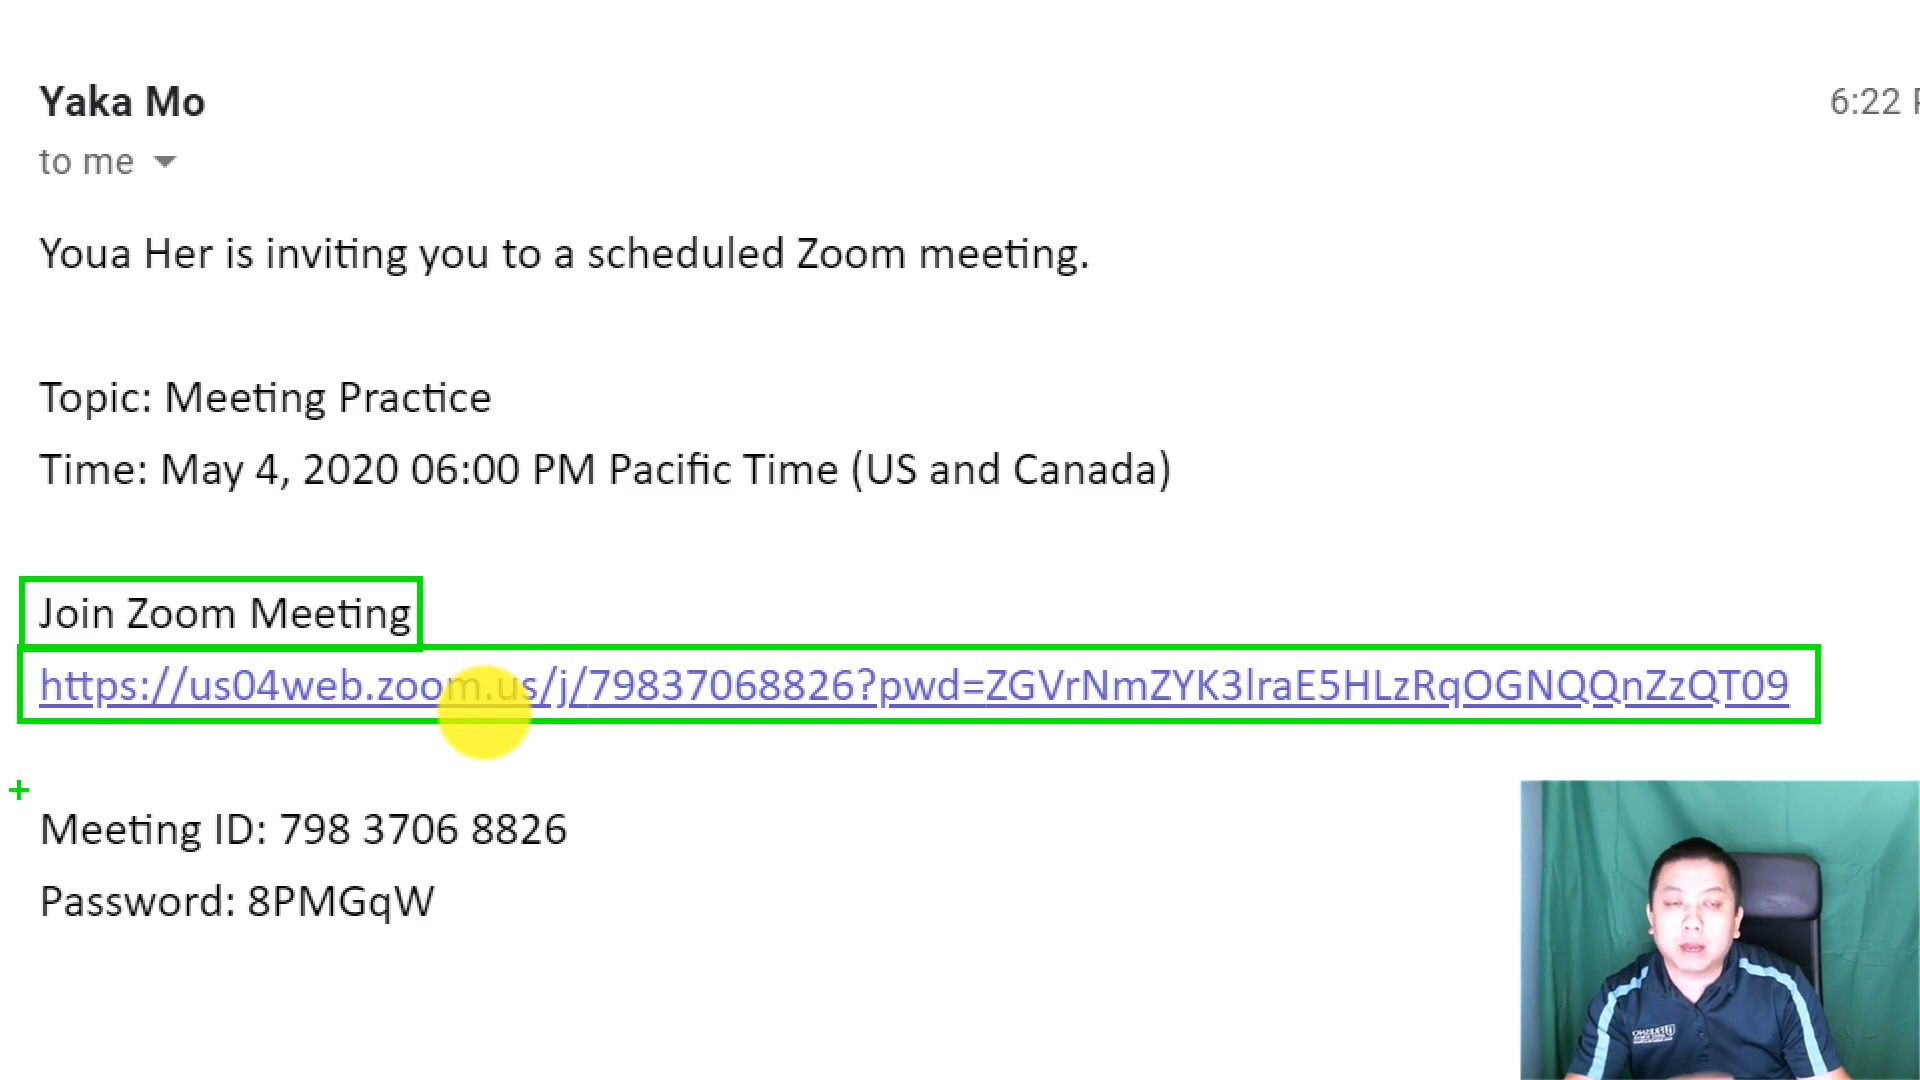 Yaka Mo
6:22
to me
Youa Her is inviting you to a scheduled Zoom meeting.
Topic: Meeting Practice
Time: May 4, 2020 06:00 PM Pacific Time (US and Canada)
Join Zoom Meeting
https://us04web.zoom.us/j/79837068826?pwd=ZGVrNmZYK3lraE5HLzRqOGNQQnZzQT09
Meeting ID: 798 3706 8826
Password: 8PMGqW